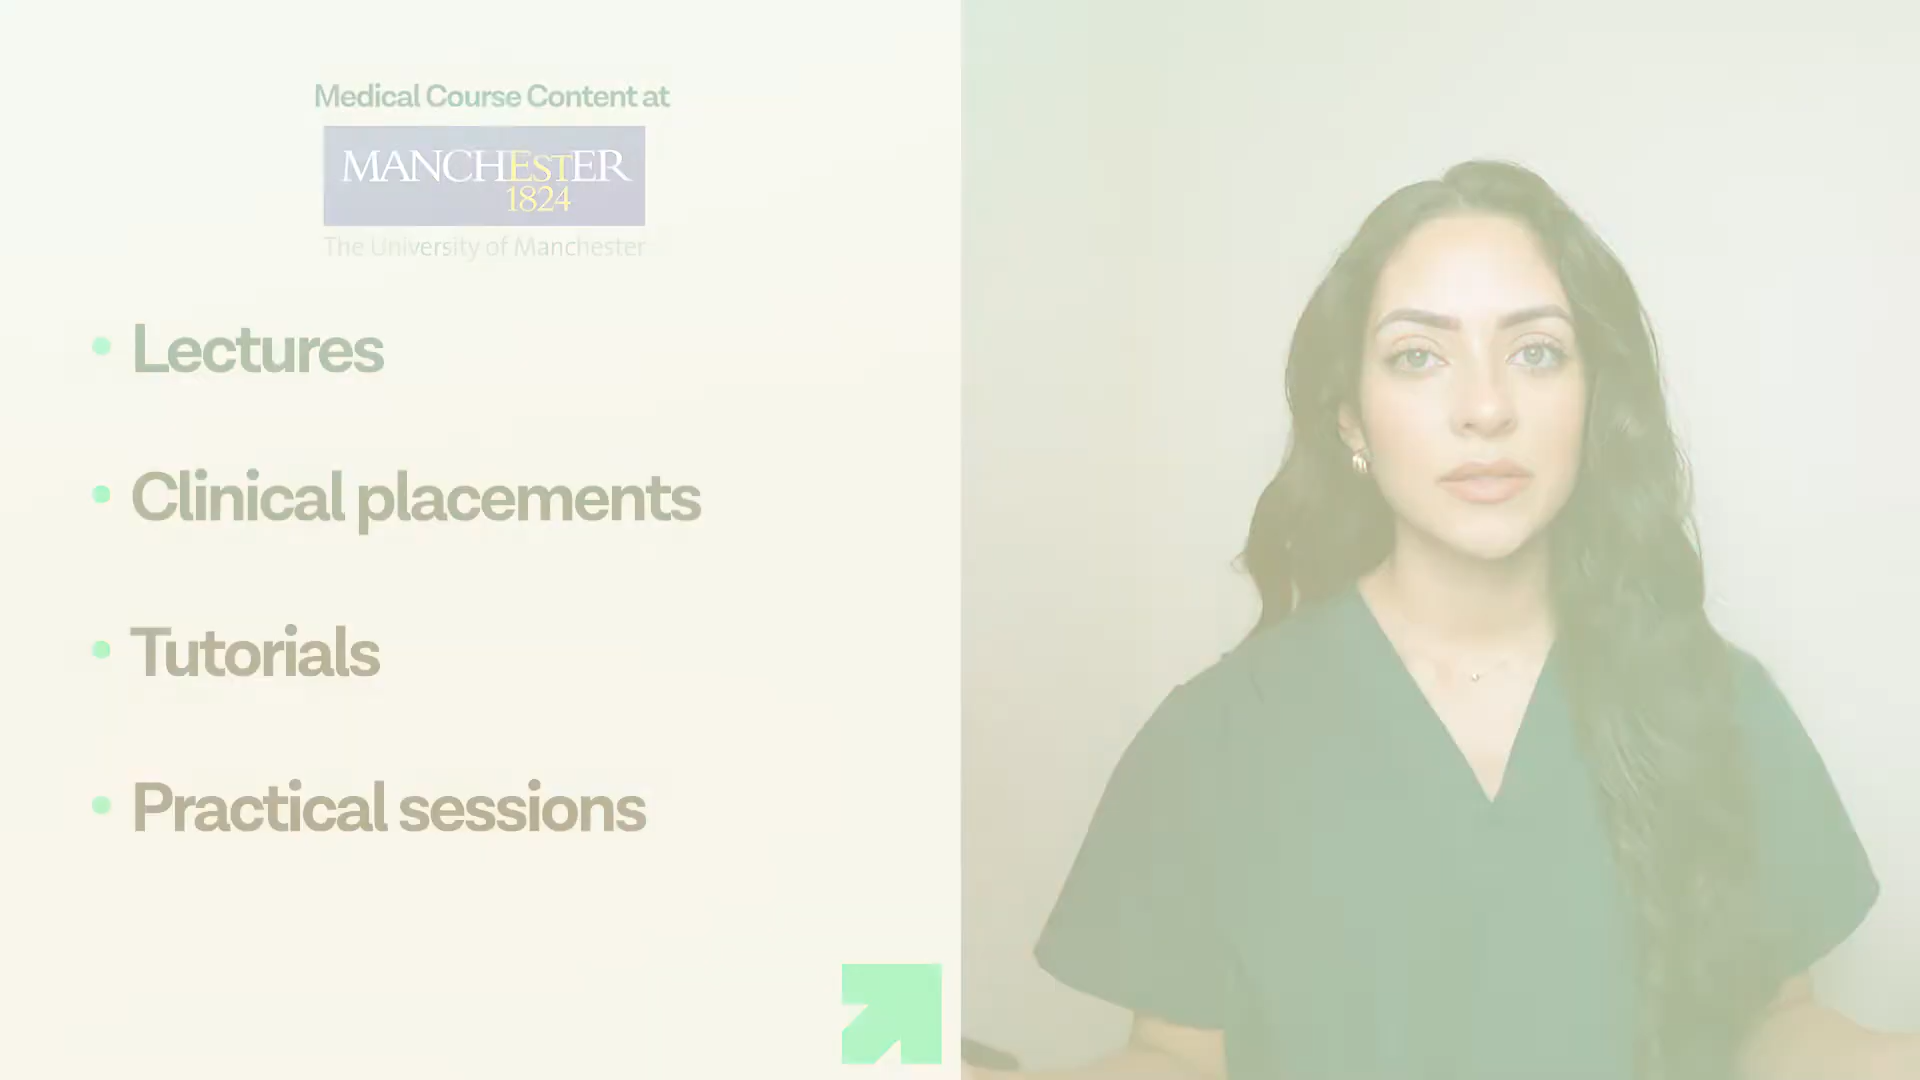 Medical Course Content at
MANCHESTER
1824
The University of Manchester
Lectures
Clinical placements
Tutorials
Practical sessions